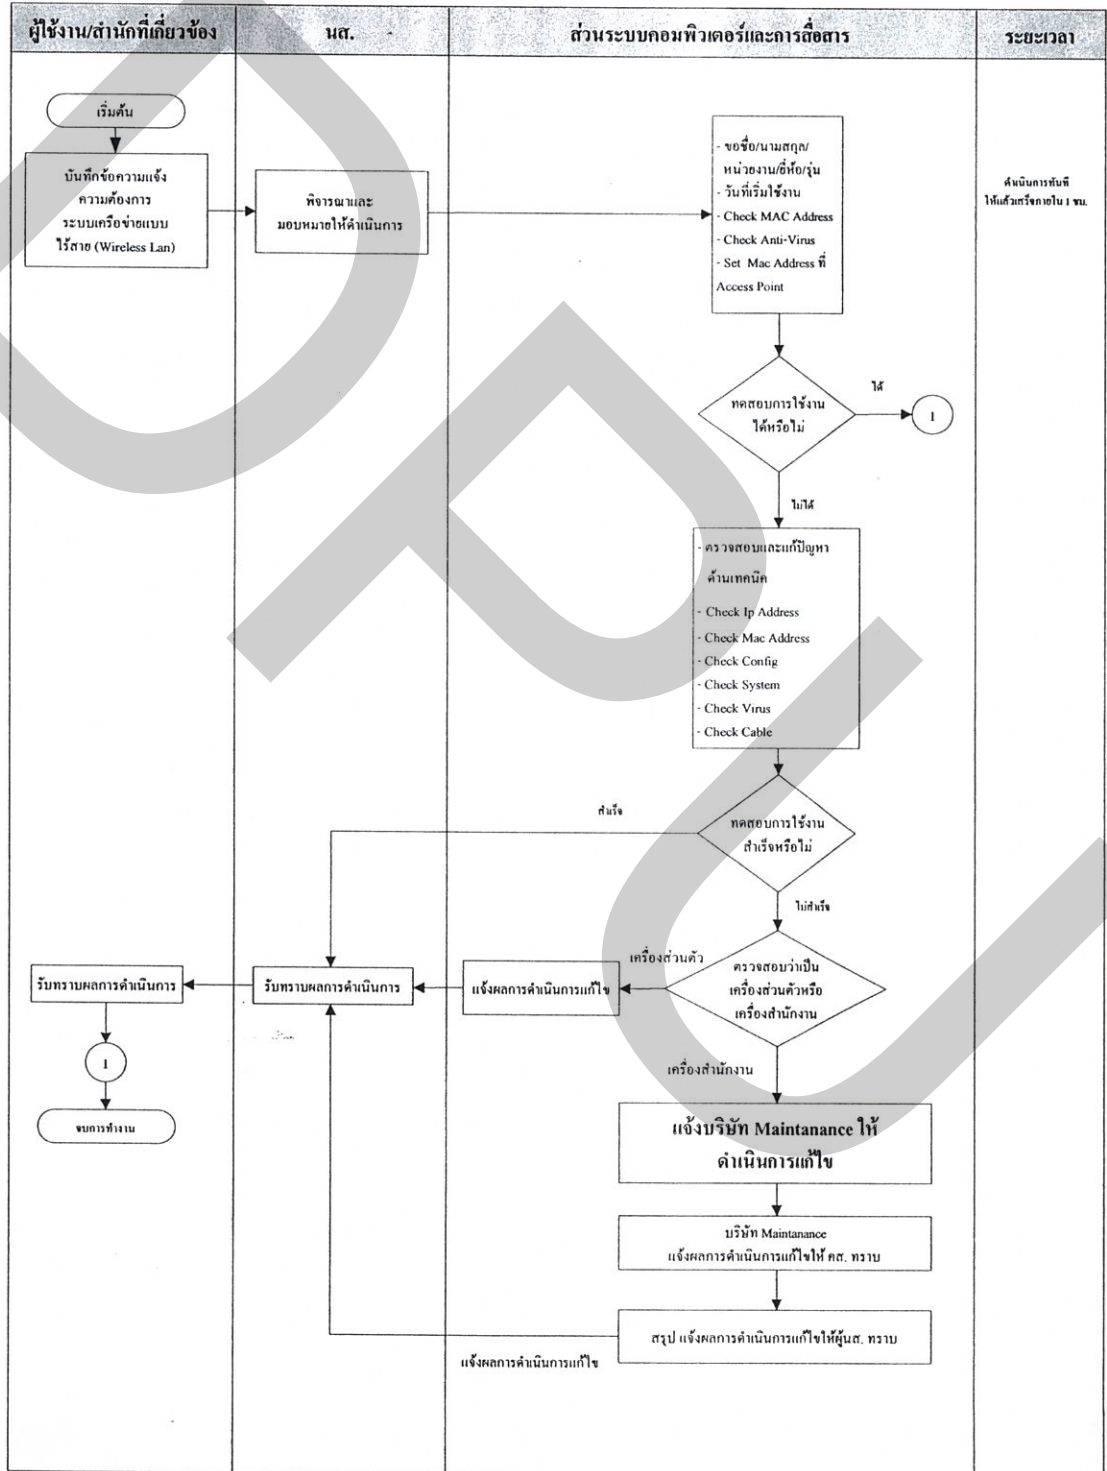 ผู้ใช้งาน/สำนักที่เกี่ยวข้อง
นส.
ส่วนระบบคอมพิวเตอร์และการสื่อสาร
ระยะเวลา
เริ่มต้น
บันทึกข้อความแจ้ง
ความต้องการ
ระบบเครือข่ายแบบ
ไร้สาย (Wireless Lan)
พิจารณาและ
มอบหมายให้ดำเนินการ
- ขอชื่อ/นามสกุล/
หน่วยงาน/ยี่ห้อ/รุ่น
- วันที่เริ่มใช้งาน
- Check MAC Address
- Check Anti-Virus
- Set Mac Address ที่
Access Point
ดำเนินการทันที
ให้แล้วเสร็จภายใน 1 ชม.
ทดสอบการใช้งาน
ได้หรือไม่
ได้
1
ไม่ได้
- ตรวจสอบและแก้ปัญหา
ด้านเทคนิค
- Check Ip Address
- Check Mac Address
- Check Config
- Check System
- Check Virus
- Check Cable
ทดสอบการใช้งาน
สำเร็จหรือไม่
สำเร็จ
ไม่สำเร็จ
ตรวจสอบว่าเป็น
เครื่องส่วนตัวหรือ
เครื่องสำนักงาน
เครื่องส่วนตัว
แจ้งผลการดำเนินการแก้ไข
รับทราบผลการดำเนินการ
รับทราบผลการดำเนินการ
1
จบการทำงาน
เครื่องสำนักงาน
แจ้งบริษัท Maintanance ให้
ดำเนินการแก้ไข
บริษัท Maintanance
แจ้งผลการดำเนินการแก้ไขให้ คส. ทราบ
สรุป แจ้งผลการดำเนินการแก้ไขให้ผู้นส. ทราบ
แจ้งผลการดำเนินการแก้ไข
DPU